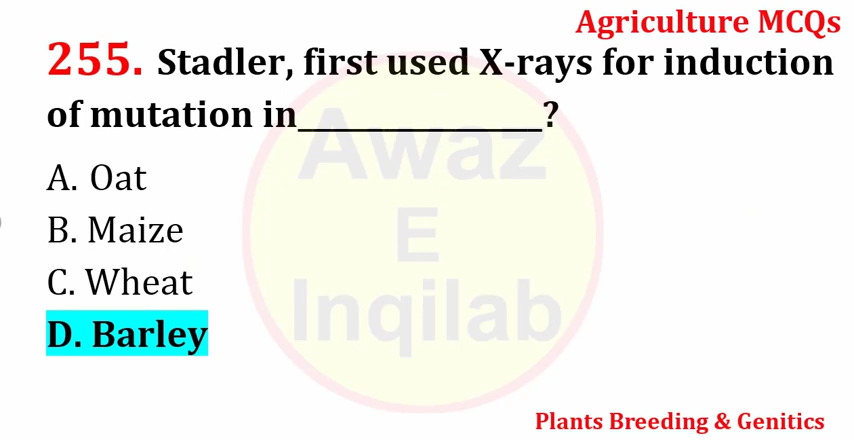 Agriculture MCQs
255. Stadler, first used X-rays for induction
of mutation in_________________?
A. Oat
B. Maize
C. Wheat
D. Barley
Awaz
E
Inqilab
Plants Breeding & Genitics